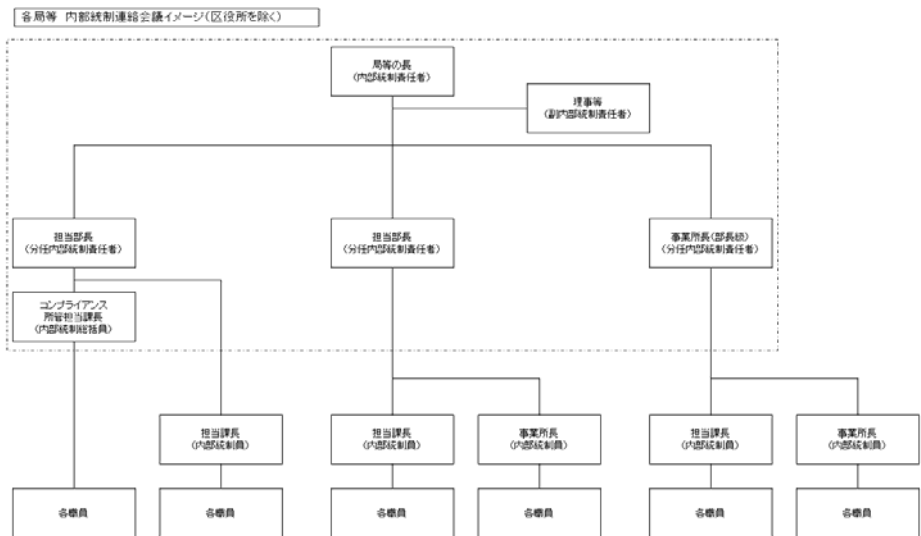 各局等 内部統制連絡会議イメージ(区役所を除く)
局等の長
(内部統制責任者)
理事等
(副内部統制責任者)
担当部長
(分任内部統制責任者)
担当部長
(分任内部統制責任者)
事業所長(部長級)
(分任内部統制責任者)
コンプライアンス
所管担当課長
(内部統制総括員)
担当課長
(内部統制員)
担当課長
(内部統制員)
事業所長
(内部統制員)
担当課長
(内部統制員)
事業所長
(内部統制員)
各職員
各職員
各職員
各職員
各職員
各職員